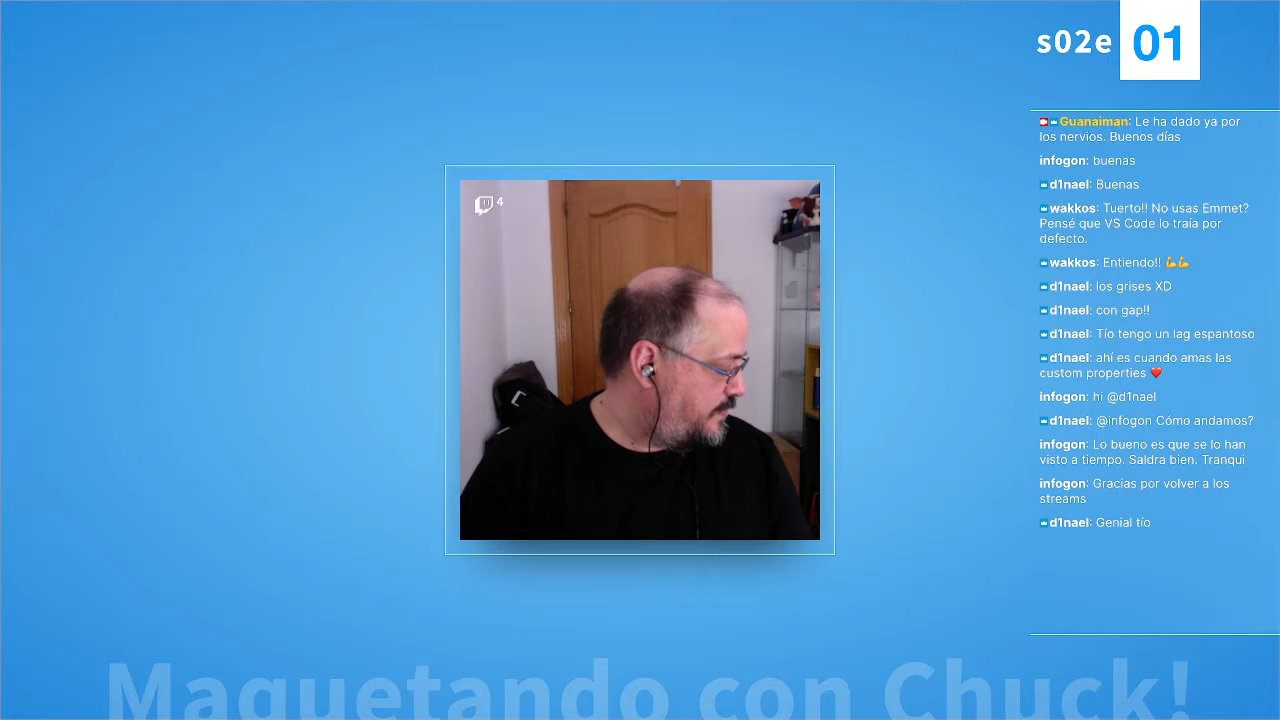 s02e 01
Guanaiman: Le ha dado ya por
los nervios. Buenos días
infogon: buenas
d1nael: Buenas
wakkos: Tuerto!! No usas Emmet?
Pensé que VS Code lo traía por
defecto.
wakkos: Entiendo!! 💪💪
d1nael: los grises XD
d1nael: con gap!!
d1nael: Tío tengo un lag espantoso
d1nael: ahí es cuando amas las
custom properties ❤️
infogon: hi @d1nael
d1nael: @infogon Cómo andamos?
infogon: Lo bueno es que se lo han
visto a tiempo. Saldra bien. Tranqui
infogon: Gracias por volver a los
streams
d1nael: Genial tío
4
Maquetando con Chuck!